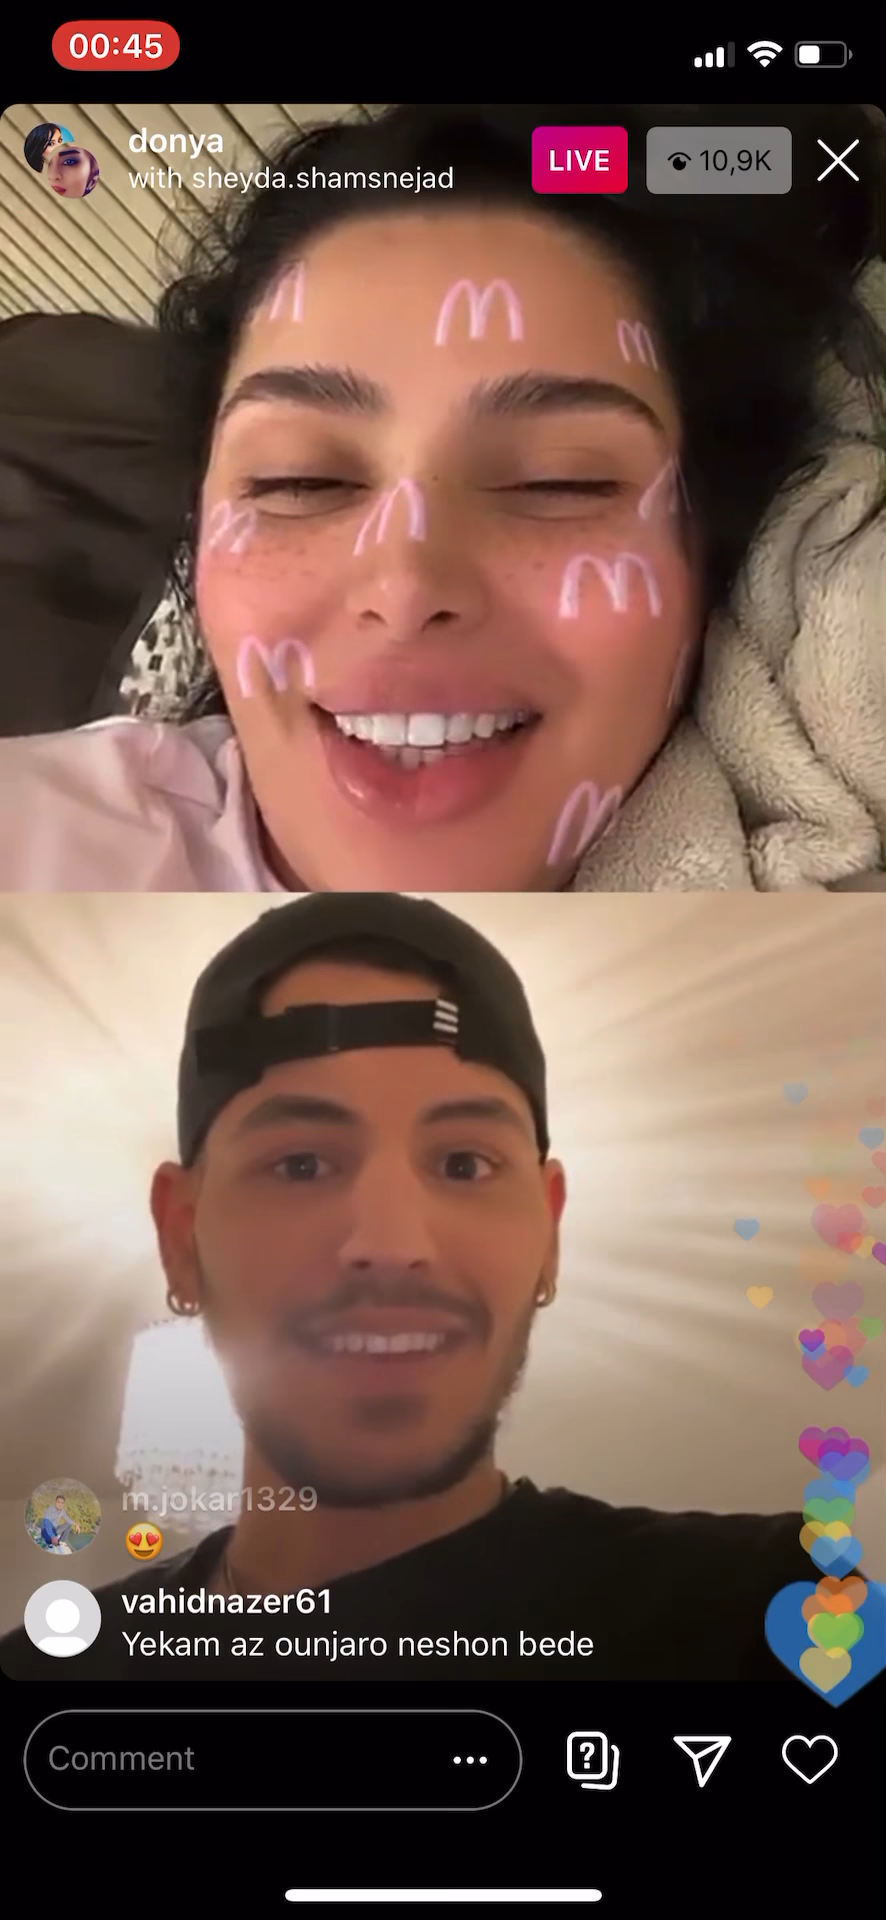 00:45
donya
with sheyda.shamsnejad
LIVE
10,9K
m.jokar1329
😍
vahidnazer61
Yekam az ounjaro neshon bede
Comment